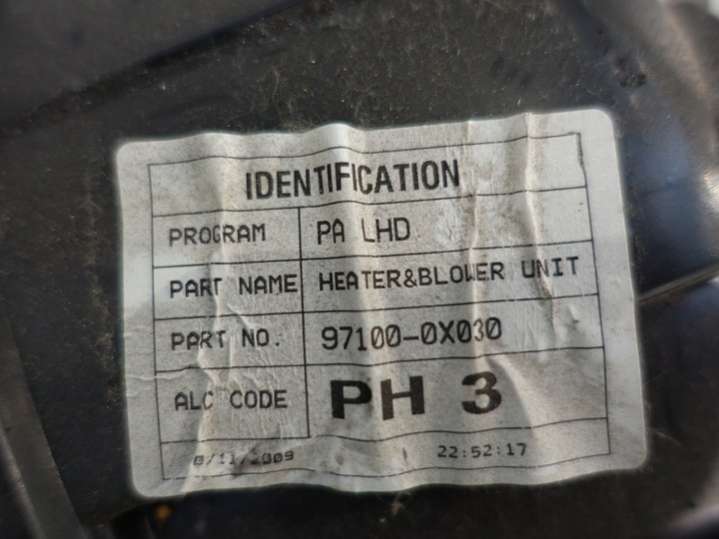 IDENTIFICATION
PROGRAM PA LHD
PART NAME HEATER&BLOWER UNIT
PART NO. 97100-0X030
ALC CODE PH 3
22:52:17